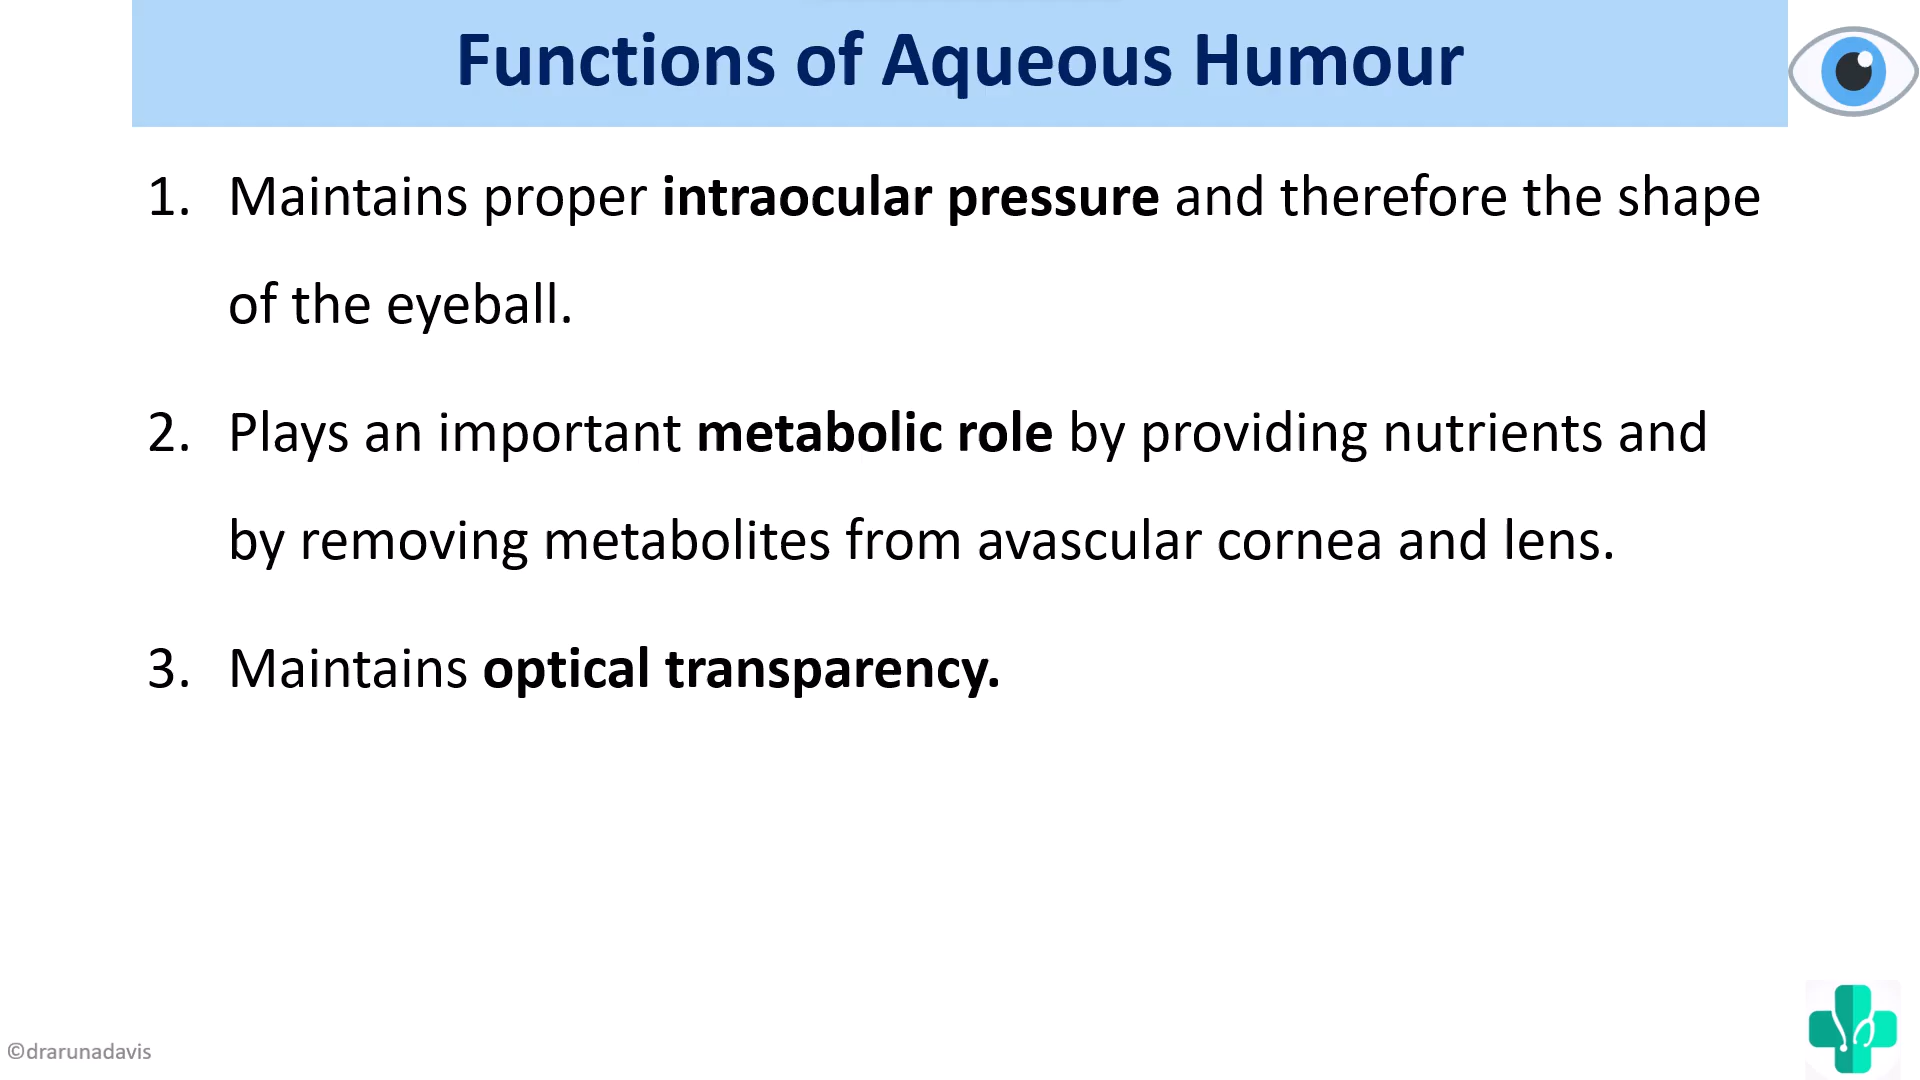 Functions of Aqueous Humour
1. Maintains proper intraocular pressure and therefore the shape
of the eyeball.
2. Plays an important metabolic role by providing nutrients and
by removing metabolites from avascular cornea and lens.
3. Maintains optical transparency.
©drarunadavis